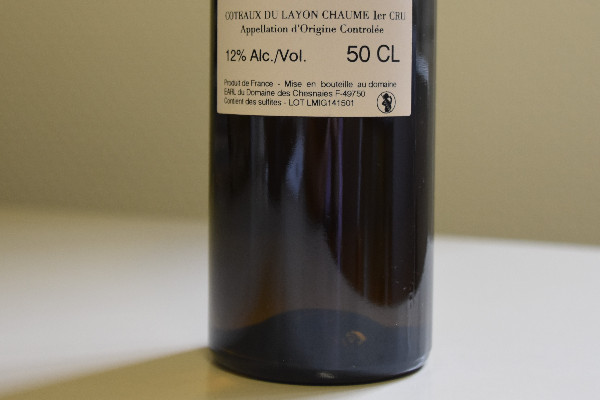 COTEAUX DU LAYON CHAUME 1er CRU
Appellation d'Origine Controlée
12% Alc./Vol. 50 CL
Produit de France - Mise en bouteille au domaine
EARL du Domaine des Chesnaies F-49750
Contient des sulfites - LOT LMIG141501